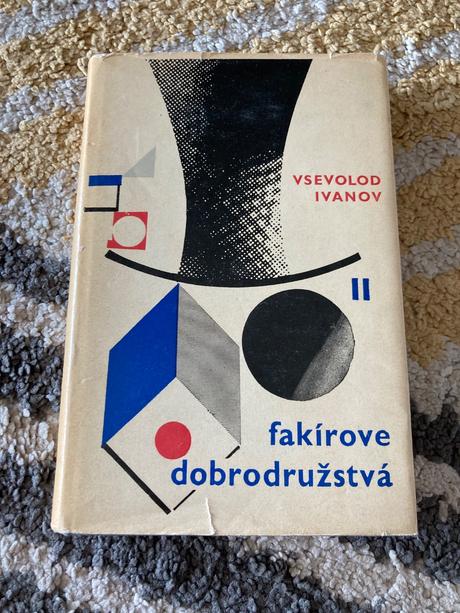 VSEVOLOD
IVANOV
II
fakírove
dobrodružstvá